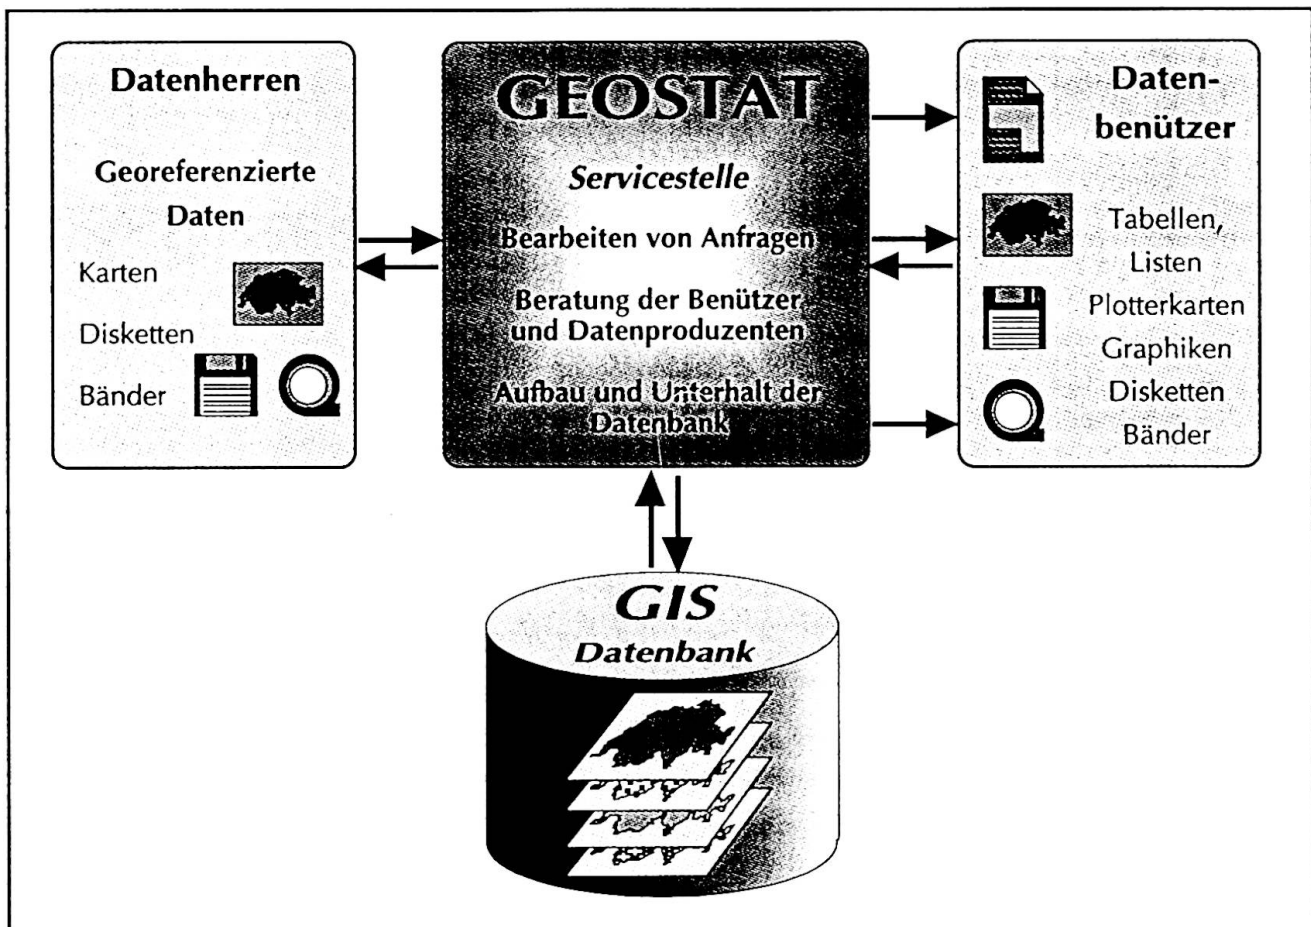 Datenherren
Georeferenzierte
Daten
Karten
Disketten
Bänder
GEOSTAT
Servicestelle
Bearbeiten von Anfragen
Beratung der Benützer
und Datenproduzenten
Aufbau und Unterhalt der
Datenbank
Daten-
benützer
Tabellen,
Listen
Plotterkarten
Graphiken
Disketten
Bänder
GIS
Datenbank